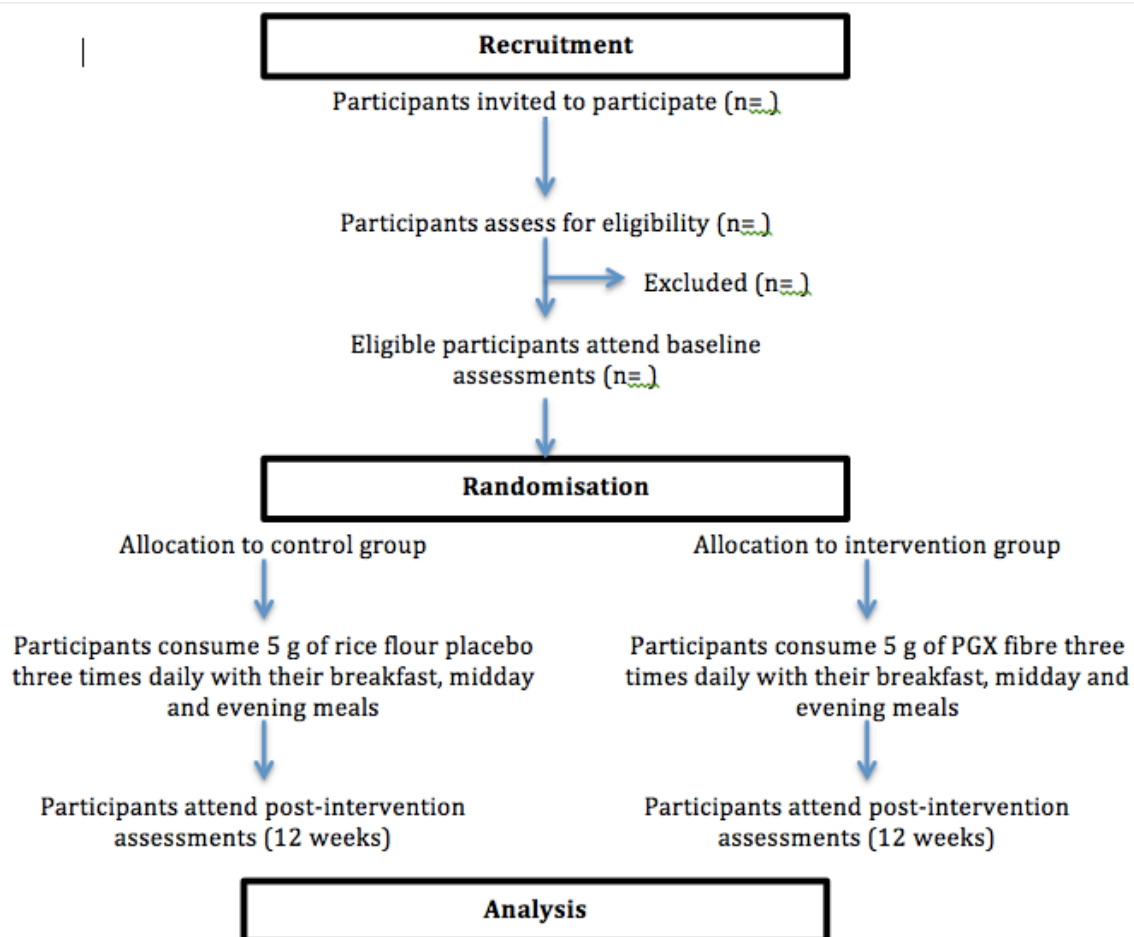 Recruitment
Participants invited to participate (n= )
Participants assess for eligibility (n= )
Excluded (n= )
Eligible participants attend baseline
assessments (n= )
Randomisation
Allocation to control group
Allocation to intervention group
Participants consume 5 g of rice flour placebo
three times daily with their breakfast, midday
and evening meals
Participants consume 5 g of PGX fibre three
times daily with their breakfast, midday and
evening meals
Participants attend post-intervention
assessments (12 weeks)
Participants attend post-intervention
assessments (12 weeks)
Analysis